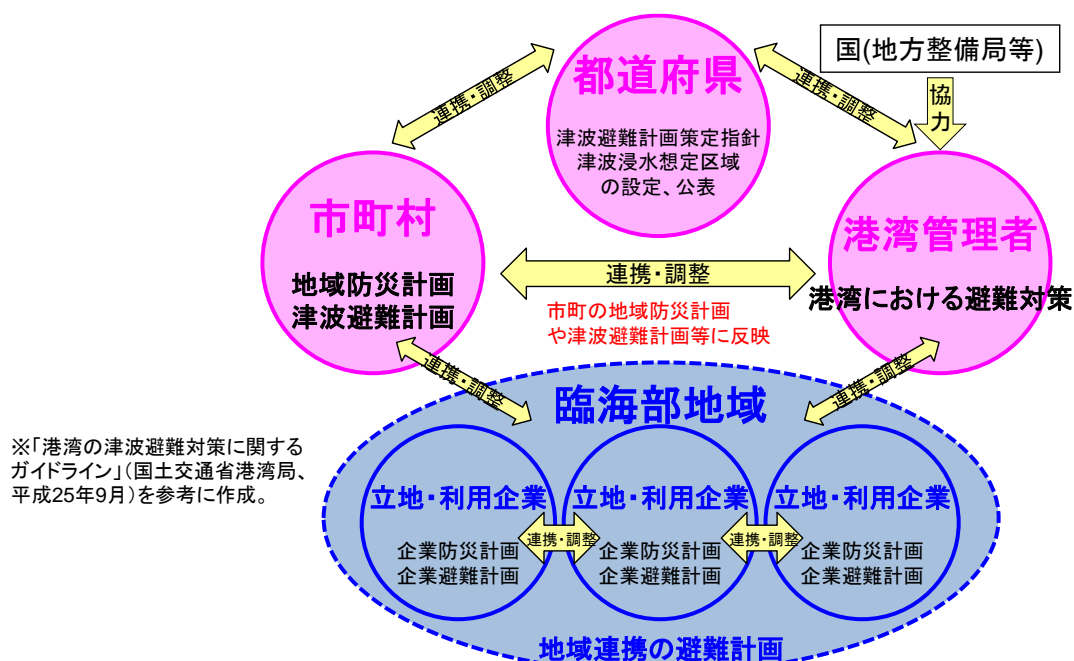 国(地方整備局等)
都道府県
連携・調整
連携・調整
協力
津波避難計画策定指針
津波浸水想定区域
の設定、公表
市町村
港湾管理者
地域防災計画
津波避難計画
連携・調整
港湾における避難対策
市町の地域防災計画
や津波避難計画等に反映
連携・調整
連携・調整
臨海部地域
※「港湾の津波避難対策に関する
ガイドライン」(国土交通省港湾局、
平成25年9月)を参考に作成。
立地・利用企業
立地・利用企業
立地・利用企業
連携・調整
連携・調整
企業防災計画
企業避難計画
企業防災計画
企業避難計画
企業防災計画
企業避難計画
地域連携の避難計画